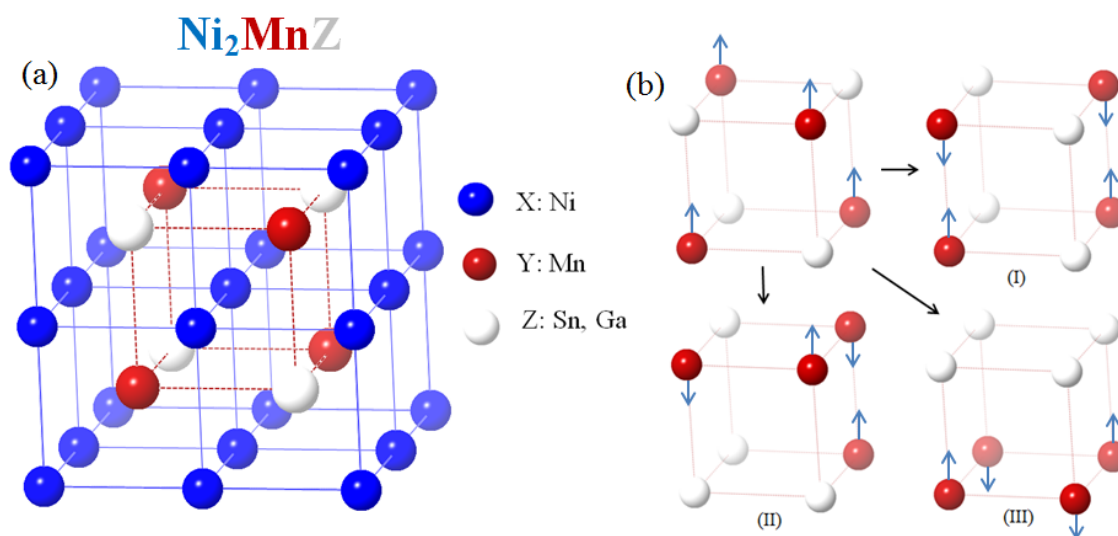 Ni₂MnZ
(a)
X: Ni
Y: Mn
Z: Sn, Ga
(b)
(I)
(II)
(III)